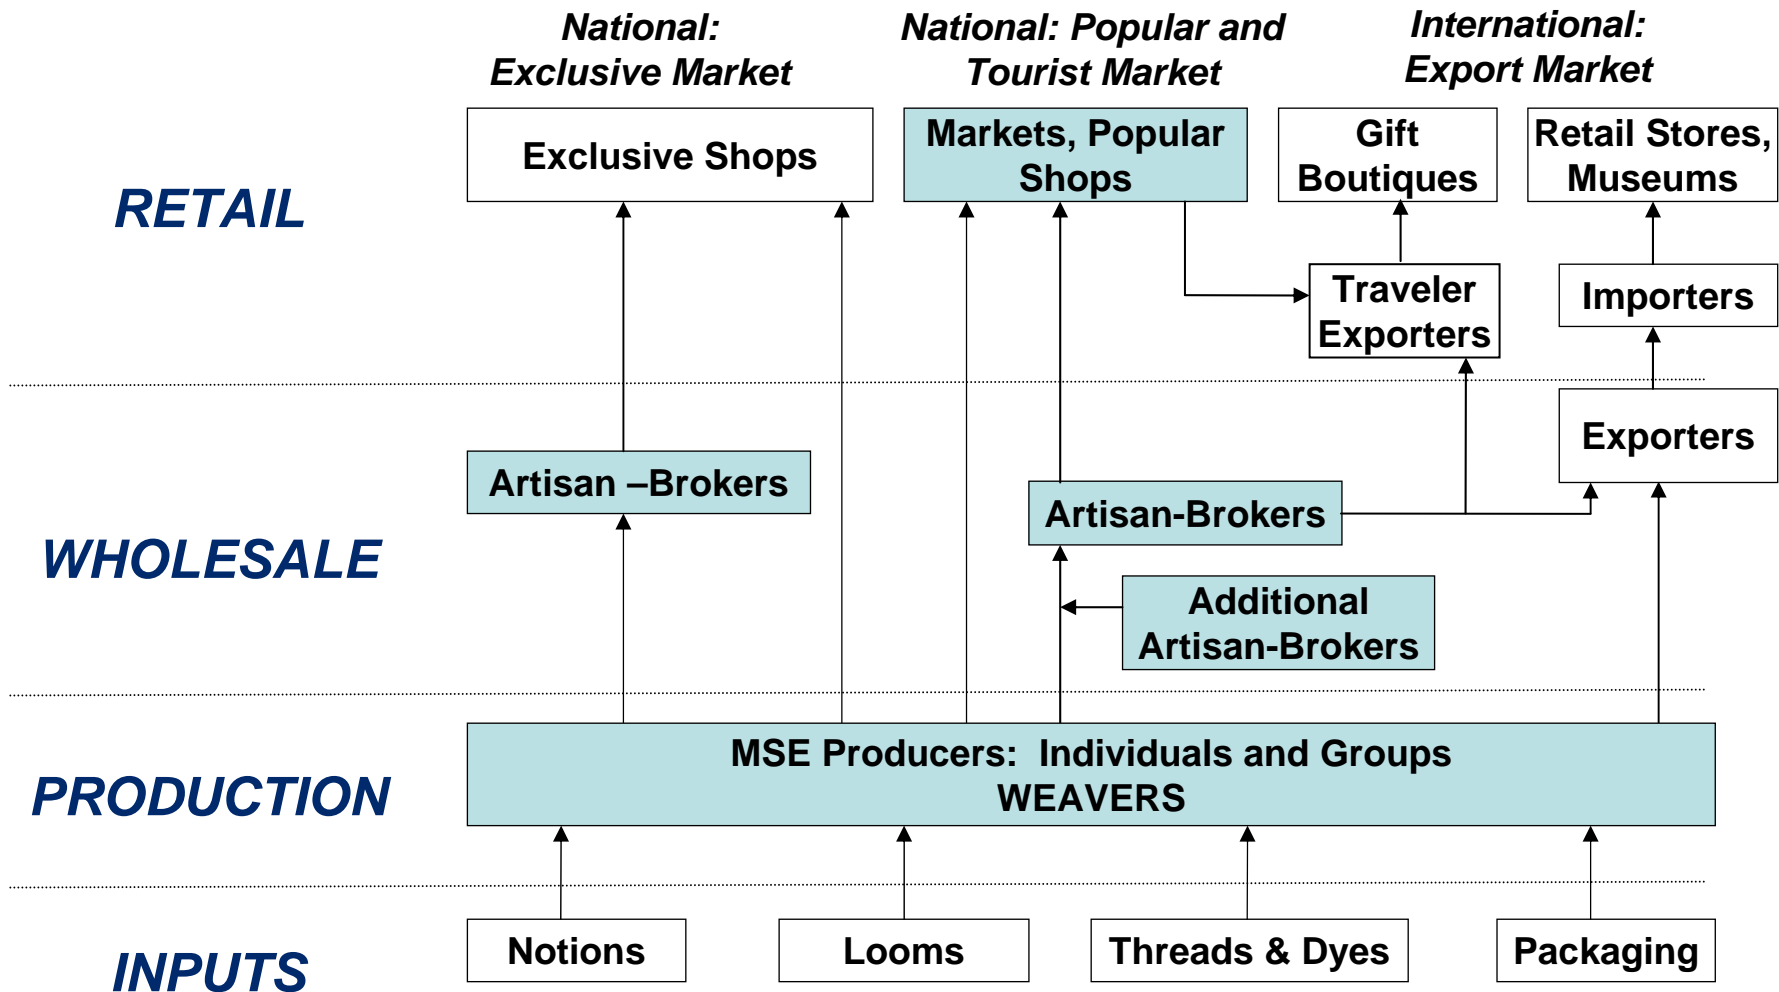 National:
Exclusive Market
National: Popular and
Tourist Market
International:
Export Market
RETAIL
Exclusive Shops
Markets, Popular
Shops
Gift
Boutiques
Retail Stores,
Museums
Traveler
Exporters
Importers
WHOLESALE
Exporters
Artisan –Brokers
Artisan-Brokers
Additional
Artisan-Brokers
PRODUCTION
MSE Producers: Individuals and Groups
WEAVERS
INPUTS
Notions
Looms
Threads & Dyes
Packaging